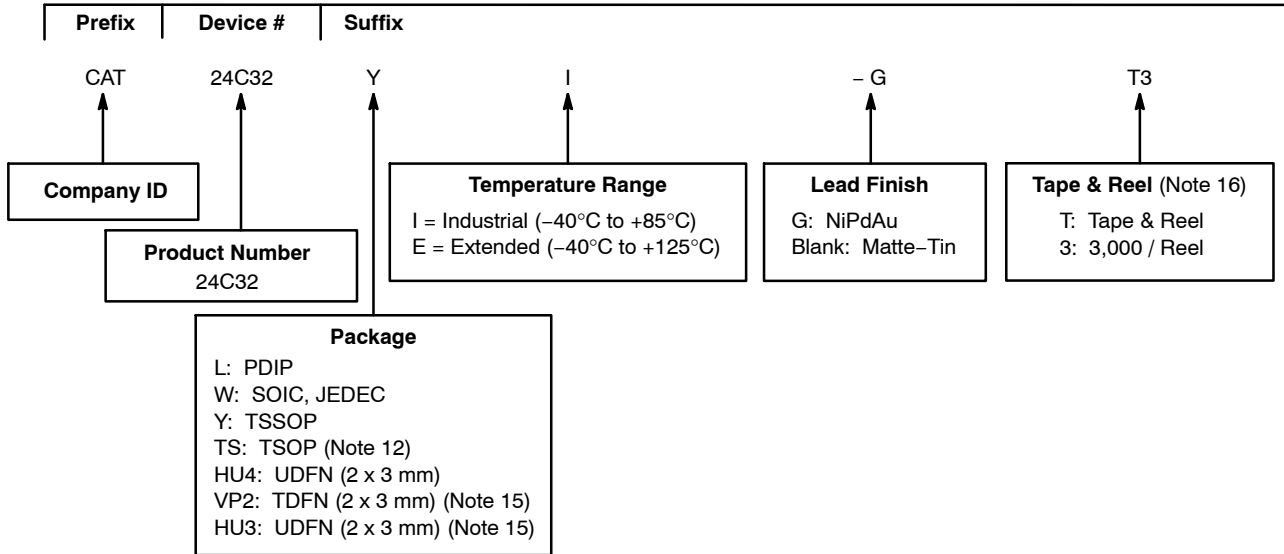 Prefix Device # Suffix
CAT 24C32 Y I – G T3
Company ID
Product Number
24C32
Package
L: PDIP
W: SOIC, JEDEC
Y: TSSOP
TS: TSOP (Note 12)
HU4: UDFN (2 x 3 mm)
VP2: TDFN (2 x 3 mm) (Note 15)
HU3: UDFN (2 x 3 mm) (Note 15)
Temperature Range
I = Industrial (−40°C to +85°C)
E = Extended (−40°C to +125°C)
Lead Finish
G: NiPdAu
Blank: Matte−Tin
Tape & Reel (Note 16)
T: Tape & Reel
3: 3,000 / Reel